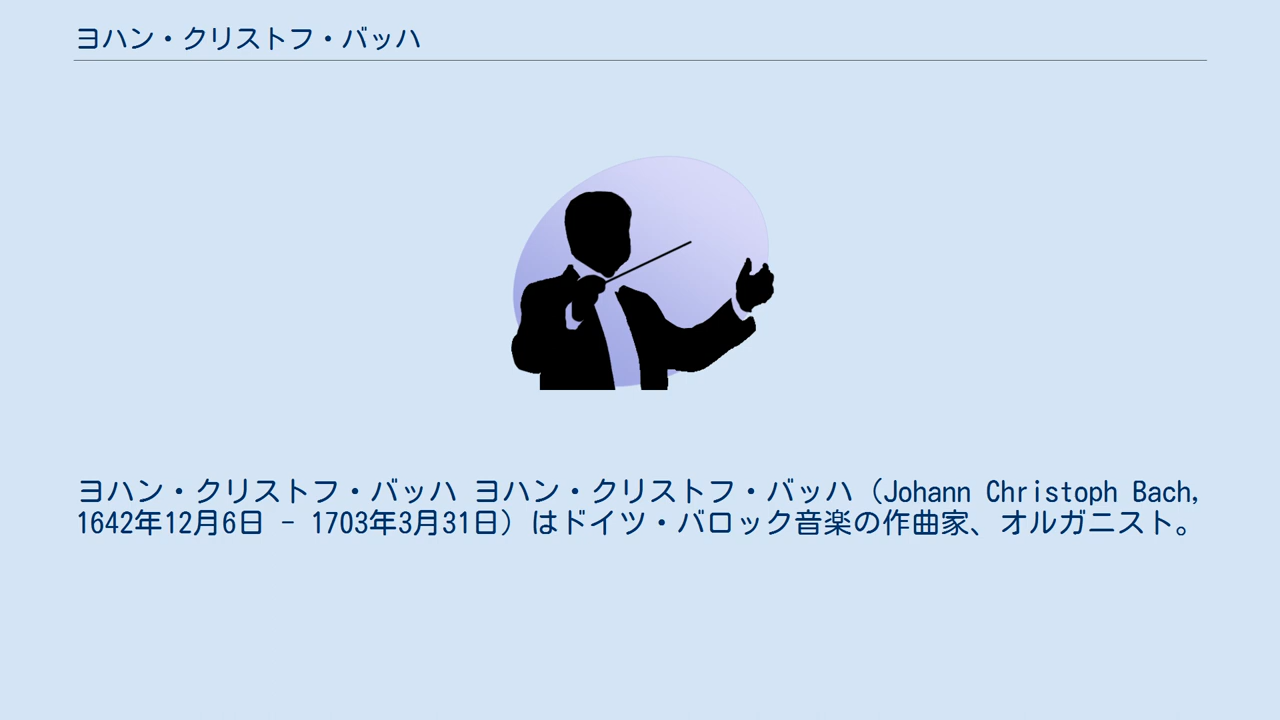 ヨハン・クリストフ・バッハ
ヨハン・クリストフ・バッハ ヨハン・クリストフ・バッハ（Johann Christoph Bach,
1642年12月6日 - 1703年3月31日）はドイツ・バロック音楽の作曲家、オルガニスト。